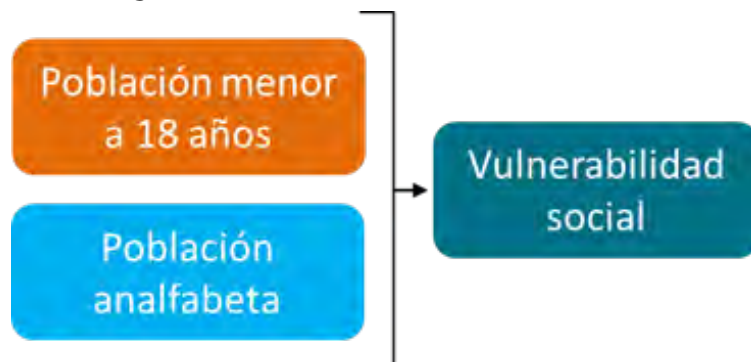 Población menor
a 18 años
Población
analfabeta
Vulnerabilidad
social